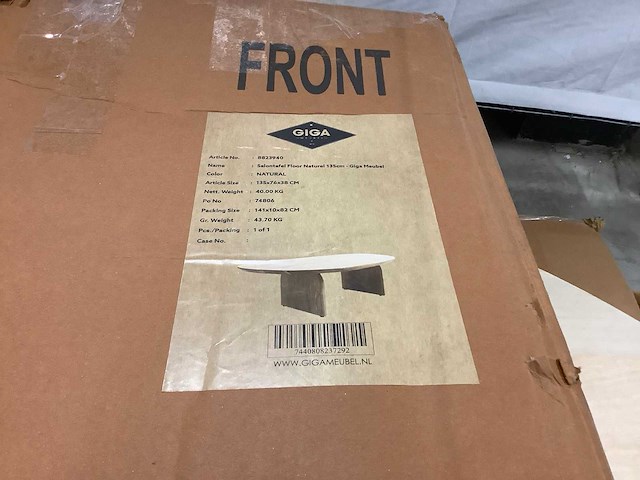 FRONT
GIGA
Article No. : 8823940
Name : Salontafel Floor Naturel 135cm - Giga Meubel
Color : NATURAL
Article Size : 135x76x38 CM
Nett. Weight : 40.00 KG
Po No : 74806
Packing Size : 141x10x82 CM
Gr. Weight : 43.70 KG
Pcs./Packing : 1 of 1
Case No. :
7440808237292
WWW.GIGAMEUBEL.NL